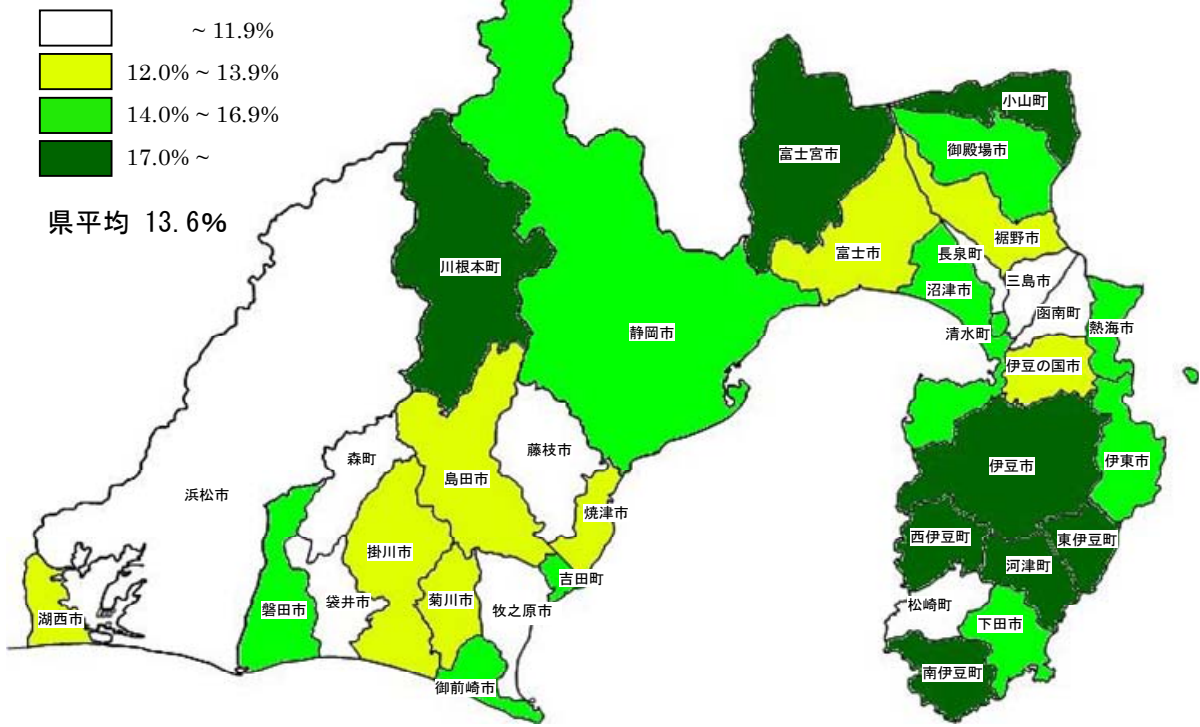 ~ 11.9%
12.0% ~ 13.9%
14.0% ~ 16.9%
17.0% ~
県平均 13.6%
小山町
富士宮市
御殿場市
裾野市
富士市
長泉町
川根本町
三島市
沼津市
函南町
静岡市
清水町
熱海市
伊豆の国市
藤枝市
森町
伊豆市
伊東市
島田市
浜松市
焼津市
掛川市
西伊豆町
東伊豆町
河津町
吉田町
菊川市
袋井市
牧之原市
磐田市
松崎町
湖西市
下田市
南伊豆町
御前崎市